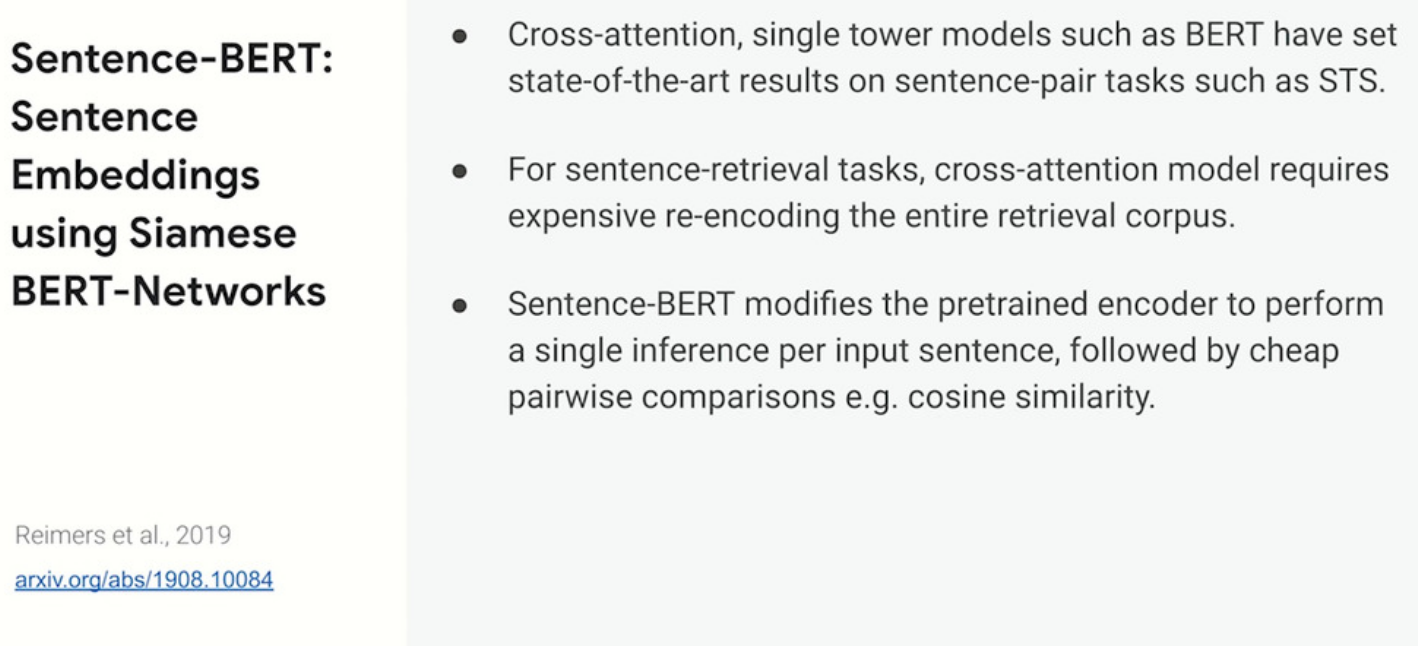 Sentence-BERT:
Sentence
Embeddings
using Siamese
BERT-Networks
Reimers et al., 2019
arxiv.org/abs/1908.10084
● Cross-attention, single tower models such as BERT have set
state-of-the-art results on sentence-pair tasks such as STS.
● For sentence-retrieval tasks, cross-attention model requires
expensive re-encoding the entire retrieval corpus.
● Sentence-BERT modifies the pretrained encoder to perform
a single inference per input sentence, followed by cheap
pairwise comparisons e.g. cosine similarity.